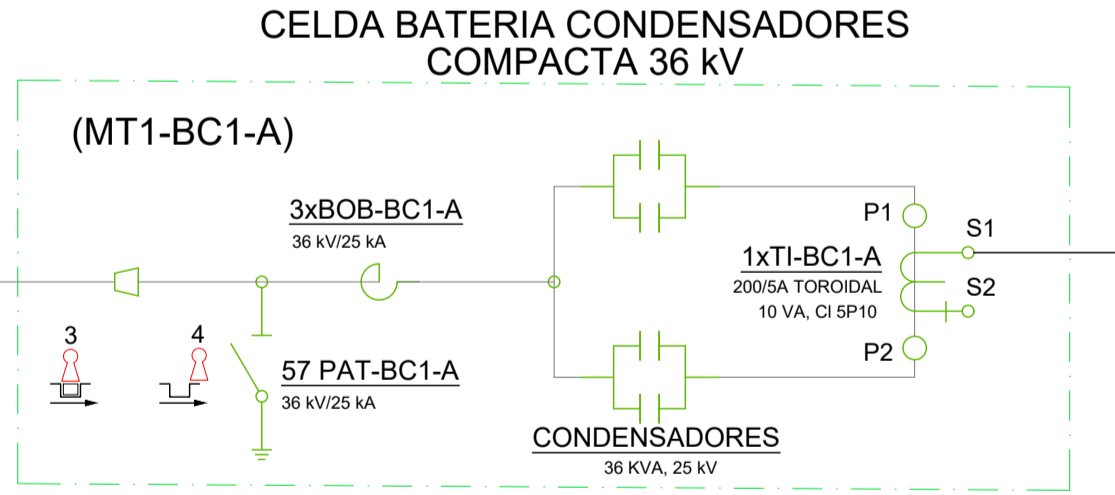 CELDA BATERIA CONDENSADORES
COMPACTA 36 kV
(MT1-BC1-A)
3xBOB-BC1-A
36 kV/25 kA
P1
S1
1xTI-BC1-A
200/5A TOROIDAL
10 VA, Cl 5P10
S2
P2
3
4
57 PAT-BC1-A
36 kV/25 kA
CONDENSADORES
36 KVA, 25 kV